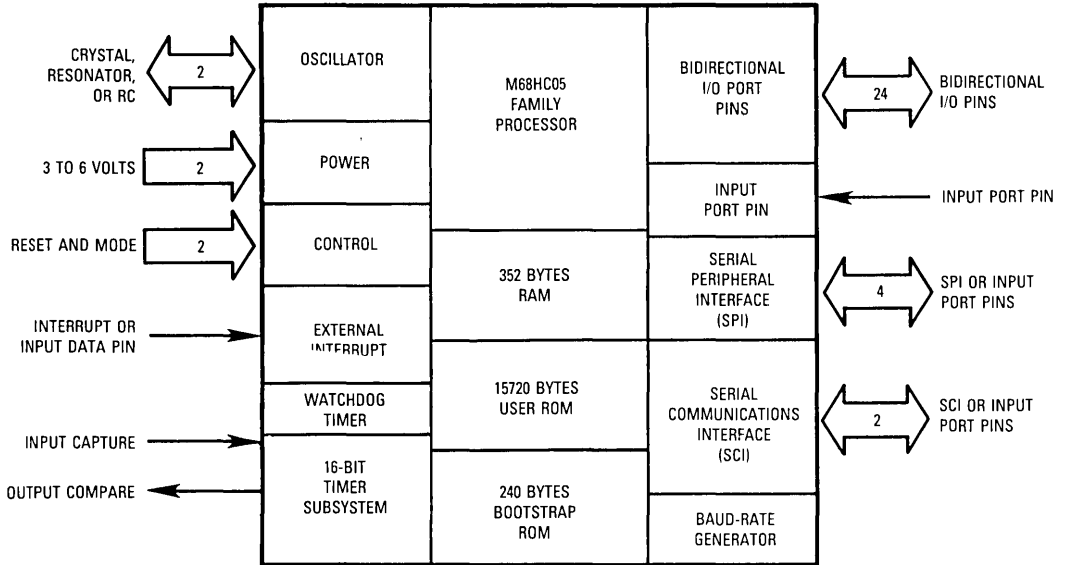 CRYSTAL,
RESONATOR,
OR RC
2
3 TO 6 VOLTS
2
RESET AND MODE
2
INTERRUPT OR
INPUT DATA PIN
INPUT CAPTURE
OUTPUT COMPARE
OSCILLATOR
POWER
CONTROL
EXTERNAL
INTERRUPT
WATCHDOG
TIMER
16-BIT
TIMER
SUBSYSTEM
M68HC05
FAMILY
PROCESSOR
352 BYTES
RAM
15720 BYTES
USER ROM
240 BYTES
BOOTSTRAP
ROM
BIDIRECTIONAL
I/O PORT
PINS
INPUT
PORT PIN
SERIAL
PERIPHERAL
INTERFACE
(SPI)
SERIAL
COMMUNICATIONS
INTERFACE
(SCI)
BAUD-RATE
GENERATOR
24
BIDIRECTIONAL
I/O PINS
INPUT PORT PIN
4
SPI OR INPUT
PORT PINS
2
SCI OR INPUT
PORT PINS